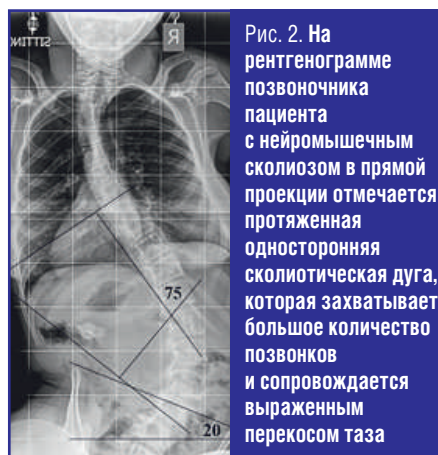 SITTING
R
75
20
Рис. 2. На
рентгенограмме
позвоночника
пациента
с нейромышечным
сколиозом в прямой
проекции отмечается
протяженная
односторонняя
сколиотическая дуга,
которая захватывает
большое количество
позвонков
и сопровождается
выраженным
перекосом таза